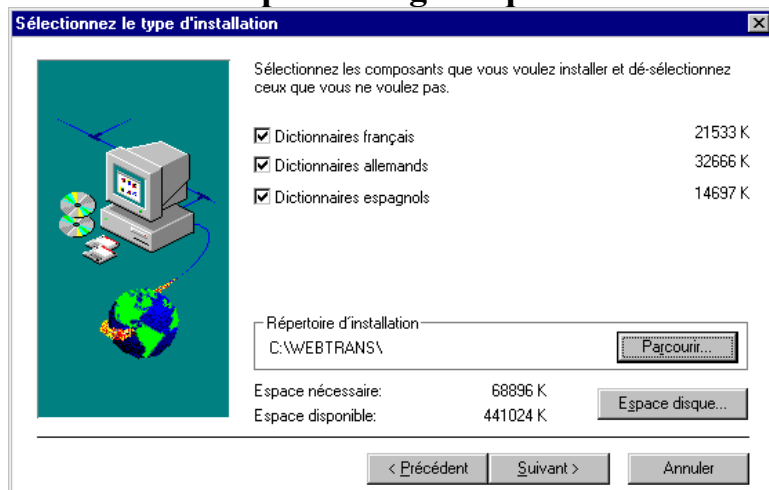 Sélectionnez le type d'installation
Sélectionnez les composants que vous voulez installer et dé-sélectionnez
ceux que vous ne voulez pas.
Dictionnaires français 21533 K
Dictionnaires allemands 32666 K
Dictionnaires espagnols 14697 K
Répertoire d'installation
C:\WEBTRANS\ Parcourir...
Espace nécessaire: 68896 K
Espace disponible: 441024 K
Espace disque...
< Précédent Suivant > Annuler